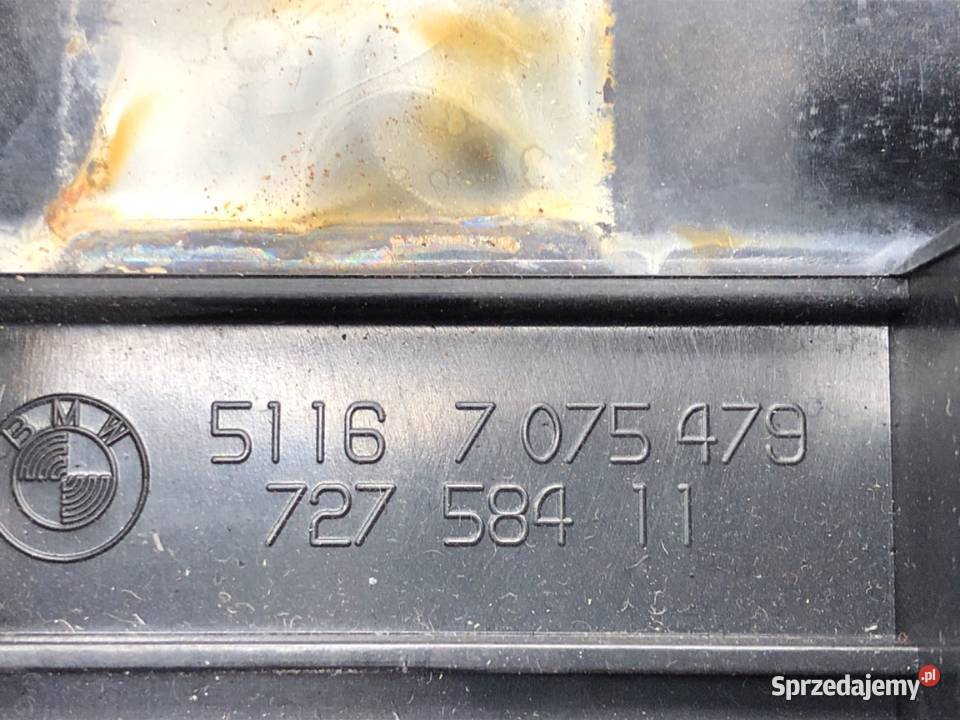 BMW
5116 7 075 479
727 584 11
Sprzedajemy.pl